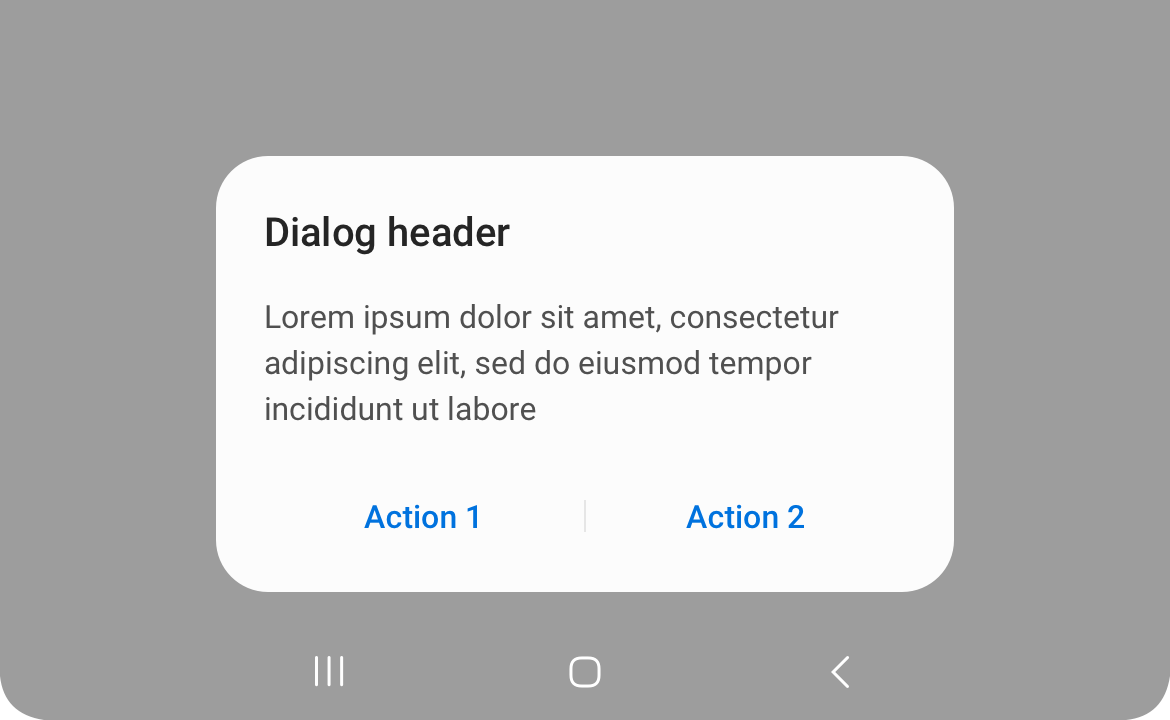 Dialog header
Lorem ipsum dolor sit amet, consectetur
adipiscing elit, sed do eiusmod tempor
incididunt ut labore
Action 1
Action 2